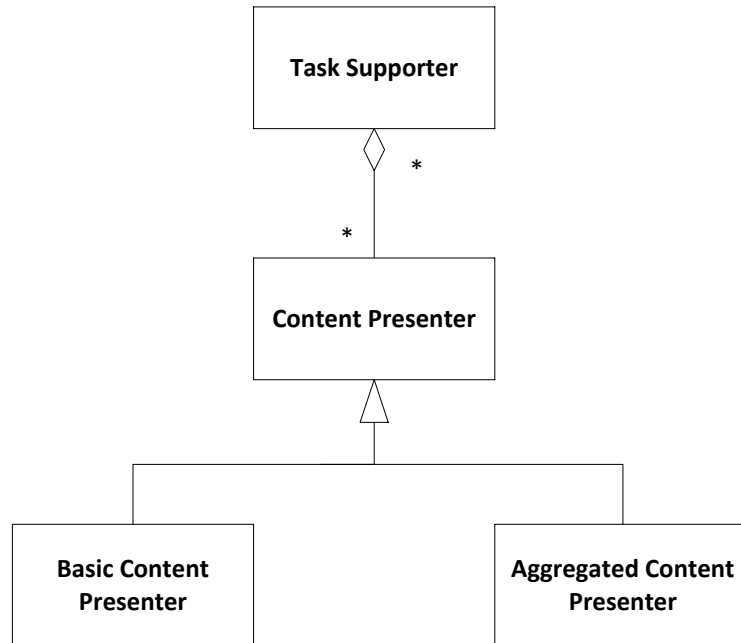 Task Supporter
*
*
Content Presenter
Basic Content
Presenter
Aggregated Content
Presenter